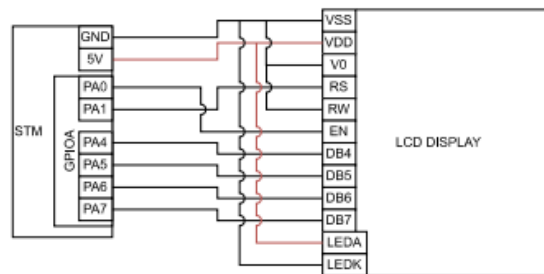 STM
GPIOA
GND
5V
PA0
PA1
PA4
PA5
PA6
PA7
VSS
VDD
V0
RS
RW
EN
DB4
DB5
DB6
DB7
LEDA
LEDK
LCD DISPLAY